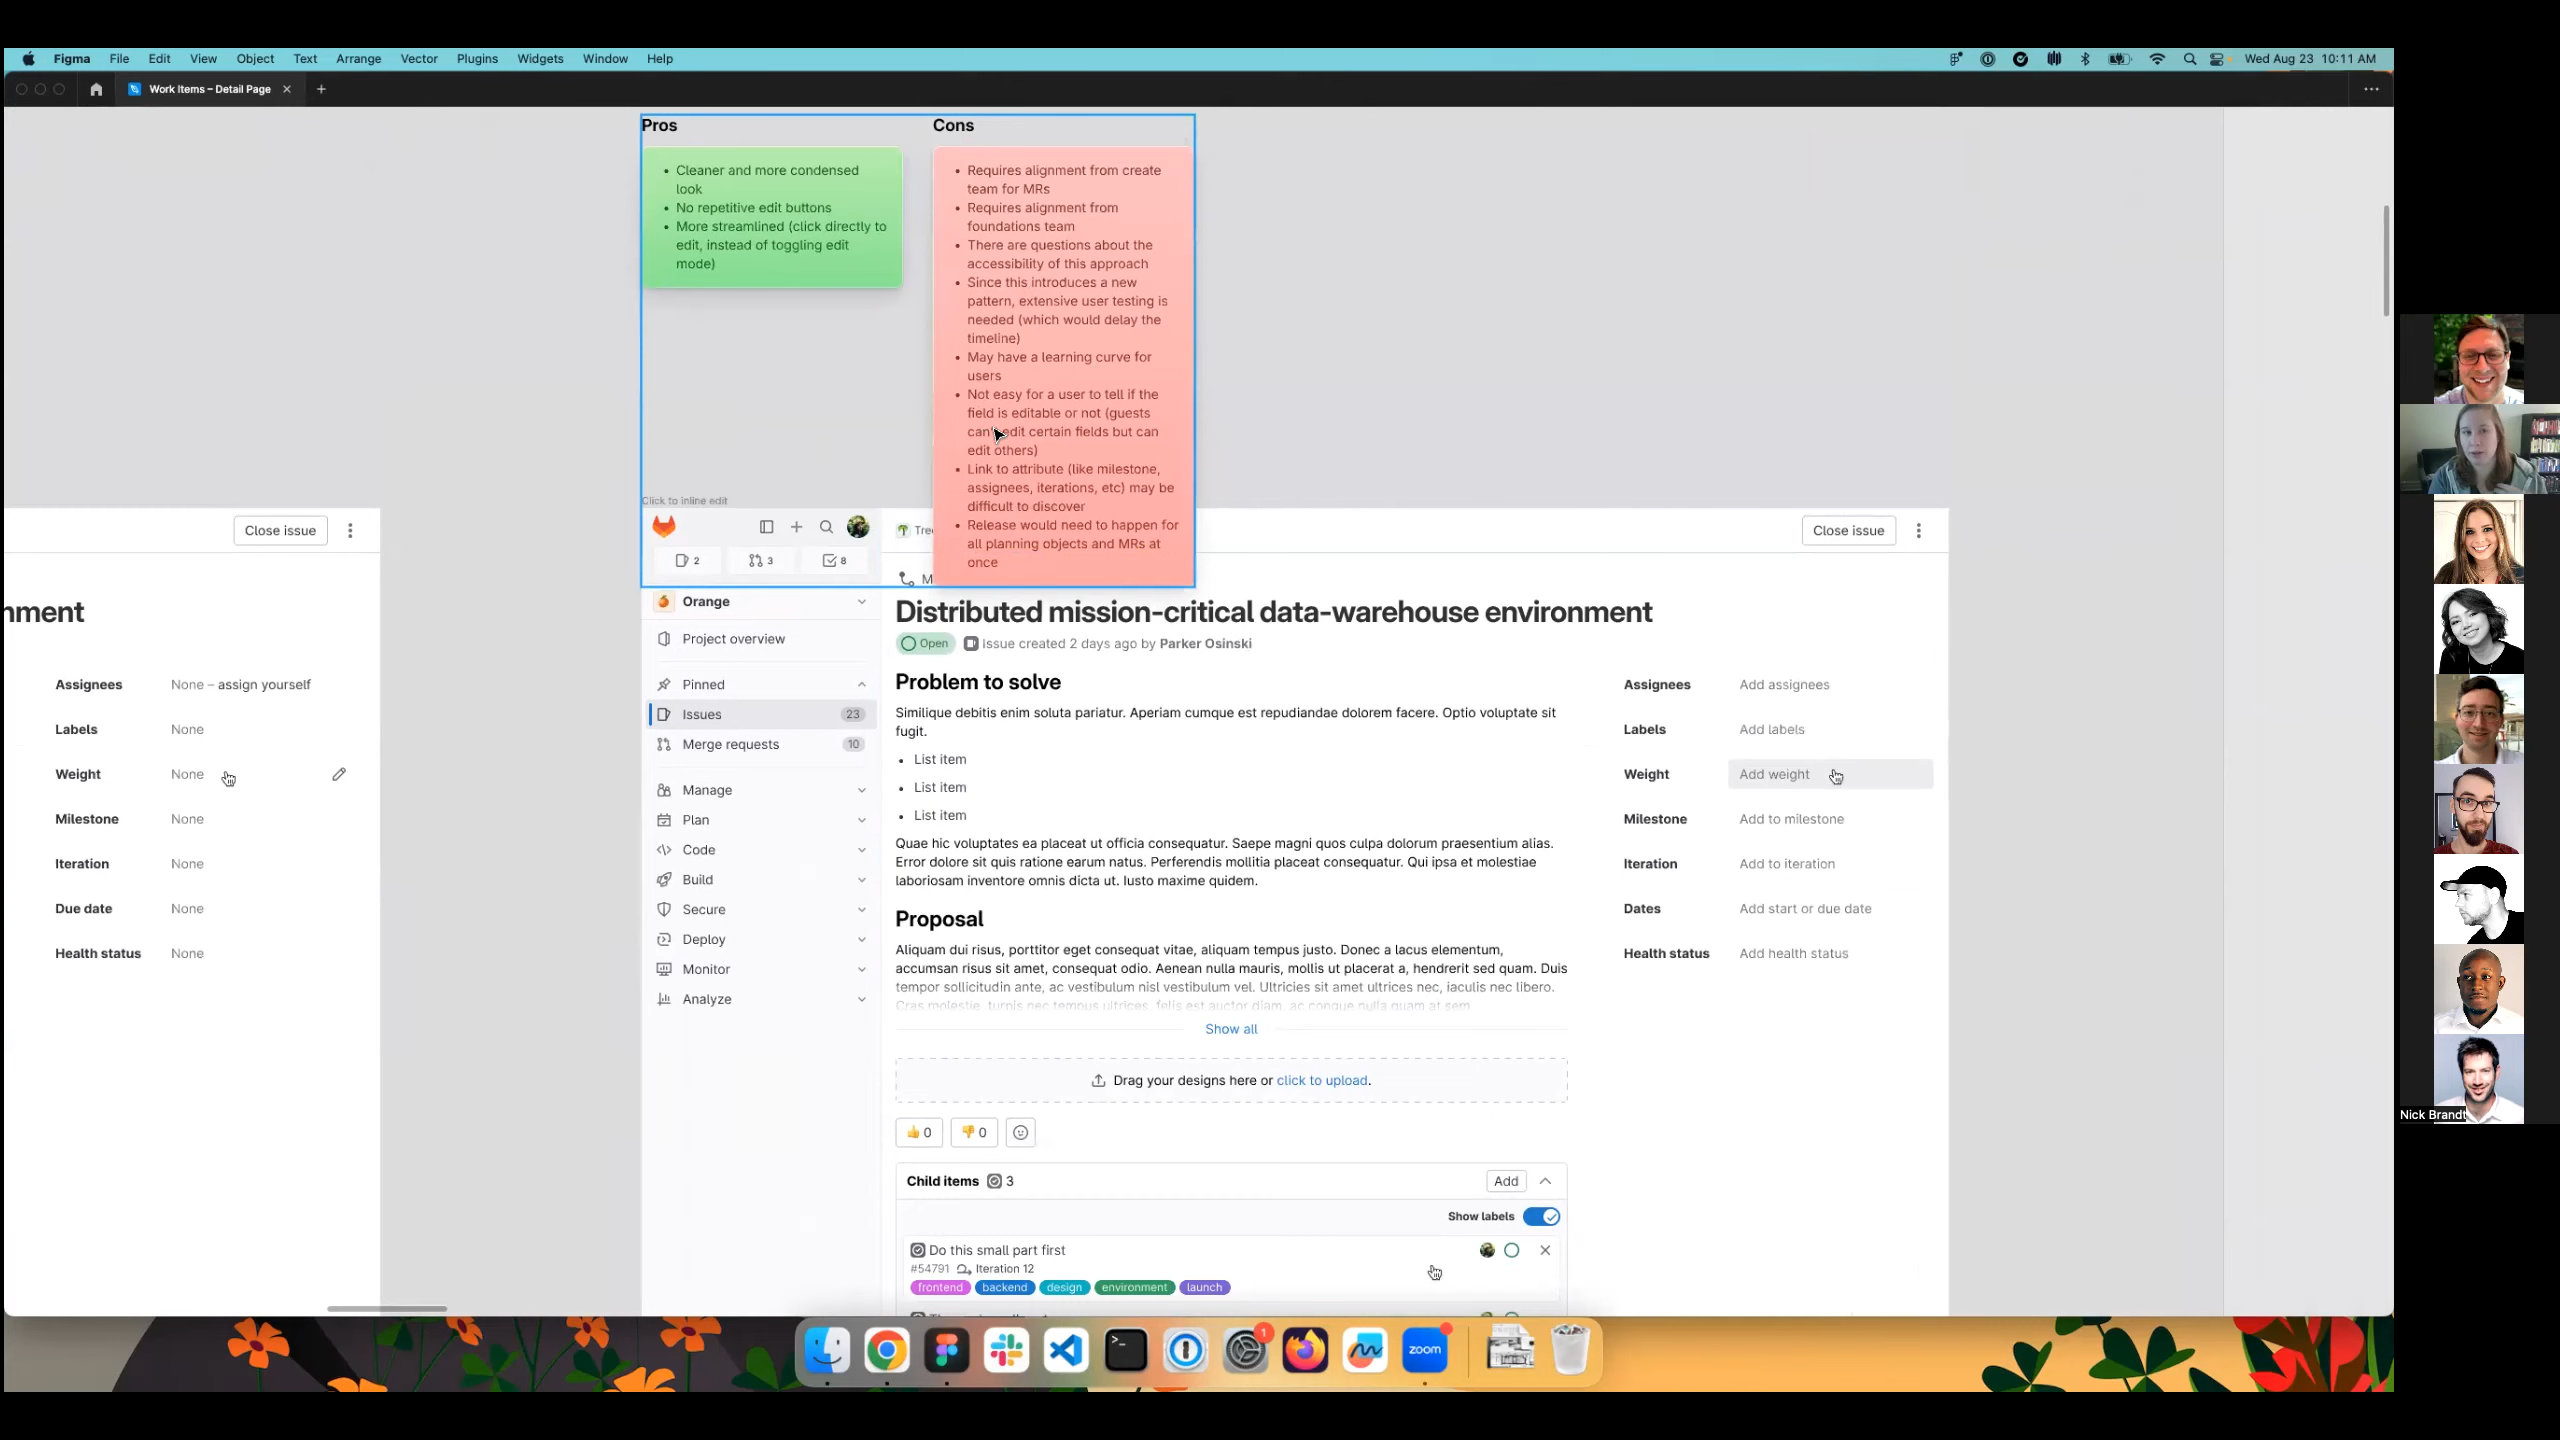 Figma File Edit View Object Text Arrange Vector Plugins Widgets Window Help
Wed Aug 23 10:11 AM
Work Items – Detail Page
Pros
Cleaner and more condensed
look
No repetitive edit buttons
More streamlined (click directly to
edit, instead of toggling edit
mode)
Cons
Requires alignment from create
team for MRs
Requires alignment from
foundations team
There are questions about the
accessibility of this approach
Since this introduces a new
pattern, extensive user testing is
needed (which would delay the
timeline)
May have a learning curve for
users
Not easy for a user to tell if the
field is editable or not (guests
can't edit certain fields but can
edit others)
Link to attribute (like milestone,
assignees, iterations, etc) may be
difficult to discover
Release would need to happen for
all planning objects and MRs at
once
Close issue
nment
Assignees None – assign yourself
Labels None
Weight None
Milestone None
Iteration None
Due date None
Health status None
Click to inline edit
2 3 8
Orange
Project overview
Pinned
Issues 23
Merge requests 10
Manage
Plan
Code
Build
Secure
Deploy
Monitor
Analyze
Tre
M
Close issue
Distributed mission-critical data-warehouse environment
Open Issue created 2 days ago by Parker Osinski
Problem to solve
Similique debitis enim soluta pariatur. Aperiam cumque est repudiandae dolorem facere. Optio voluptate sit
fugit.
List item
List item
List item
Quae hic voluptates ea placeat ut officia consequatur. Saepe magni quos culpa dolorum praesentium alias.
Error dolore sit quis ratione earum natus. Perferendis mollitia placeat consequatur. Qui ipsa et molestiae
laboriosam inventore omnis dicta ut. Iusto maxime quidem.
Proposal
Aliquam dui risus, porttitor eget consequat vitae, aliquam tempus justo. Donec a lacus elementum,
accumsan risus sit amet, consequat odio. Aenean nulla mauris, mollis ut placerat a, hendrerit sed quam. Duis
tempor sollicitudin ante, ac vestibulum nisl vestibulum vel. Ultricies sit amet ultrices nec, iaculis nec libero.
Cras molestie, turpis nec tempus ultrices, felis est auctor diam, ac congue nulla quam at sem
Show all
Drag your designs here or click to upload.
0 0
Child items 3
Add
Show labels
Do this small part first
#54791 Iteration 12
frontend backend design environment launch
Assignees Add assignees
Labels Add labels
Weight Add weight
Milestone Add to milestone
Iteration Add to iteration
Dates Add start or due date
Health status Add health status
1
zoom
Nick Brandt